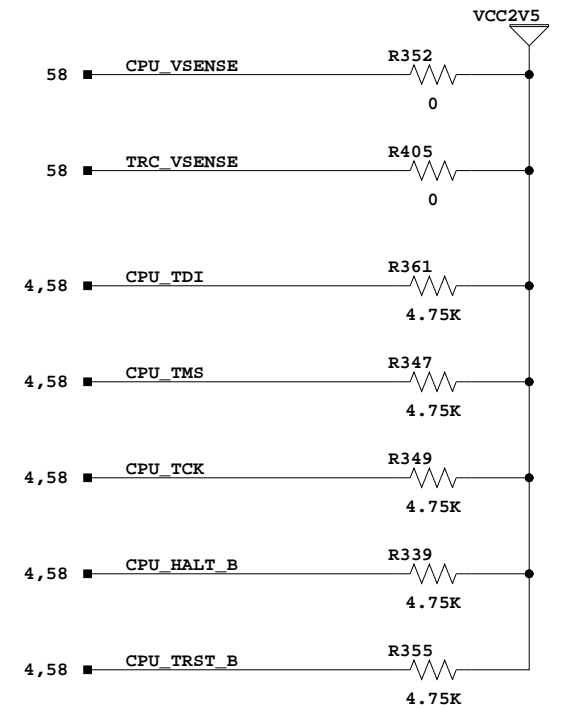 VCC2V5
58 CPU_VSENSE R352
0
58 TRC_VSENSE R405
0
4,58 CPU_TDI R361
4.75K
4,58 CPU_TMS R347
4.75K
4,58 CPU_TCK R349
4.75K
4,58 CPU_HALT_B R339
4.75K
4,58 CPU_TRST_B R355
4.75K